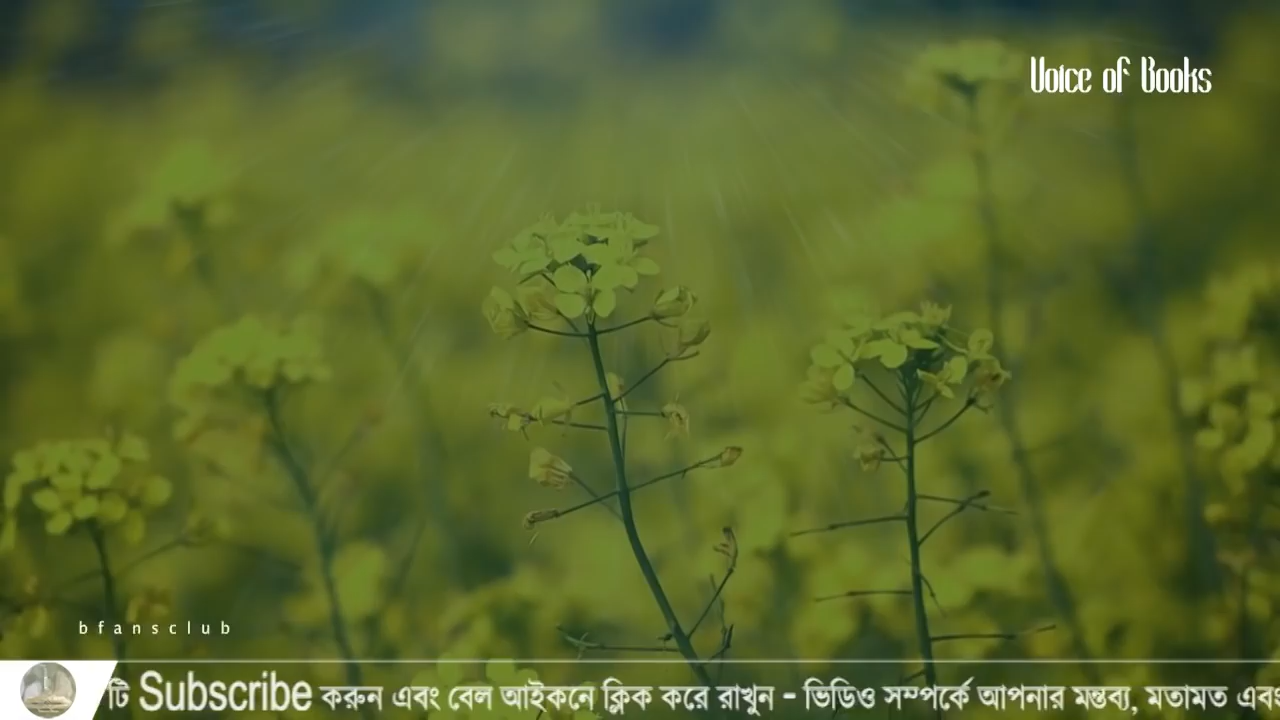 Voice of Books
bfansclub
টি Subscribe করুন এবং বেল আইকনে ক্লিক করে রাখুন - ভিডিও সম্পর্কে আপনার মন্তব্য, মতামত এবং